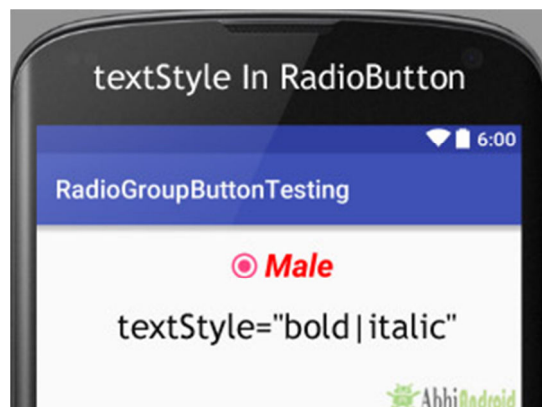 textStyle In RadioButton
6:00
RadioGroupButtonTesting
Male
textStyle="bold|italic"
AbhiAndroid